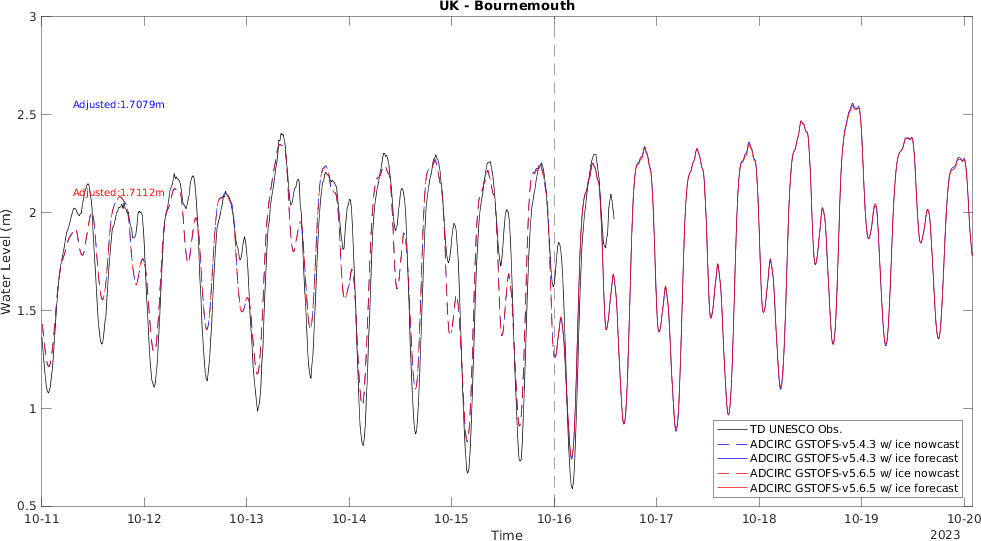 UK - Bournemouth
3
2.5
2
1.5
1
0.5
Water Level (m)
Adjusted:1.7079m
Adjusted:1.7112m
TD UNESCO Obs.
ADCIRC GSTOFS-v5.4.3 w/ ice nowcast
ADCIRC GSTOFS-v5.4.3 w/ ice forecast
ADCIRC GSTOFS-v5.6.5 w/ ice nowcast
ADCIRC GSTOFS-v5.6.5 w/ ice forecast
10-11 10-12 10-13 10-14 10-15 10-16 10-17 10-18 10-19 10-20
Time
2023